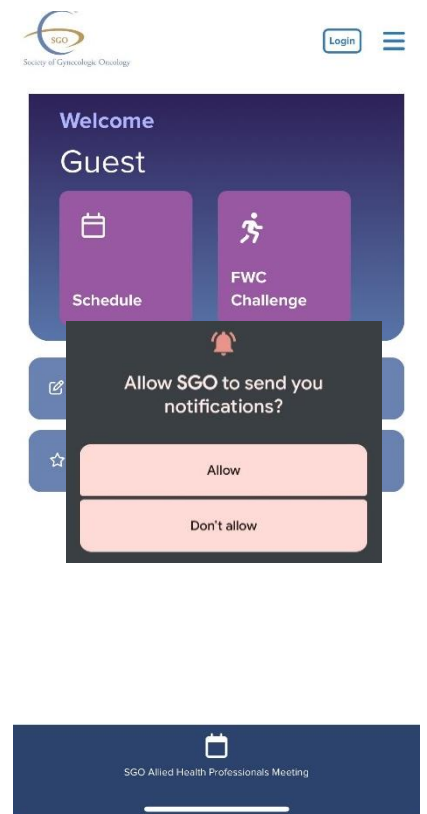 SGO
Society of Gynecologic Oncology
Login
Welcome
Guest
Schedule
FWC
Challenge
Allow SGO to send you
notifications?
Allow
Don't allow
SGO Allied Health Professionals Meeting